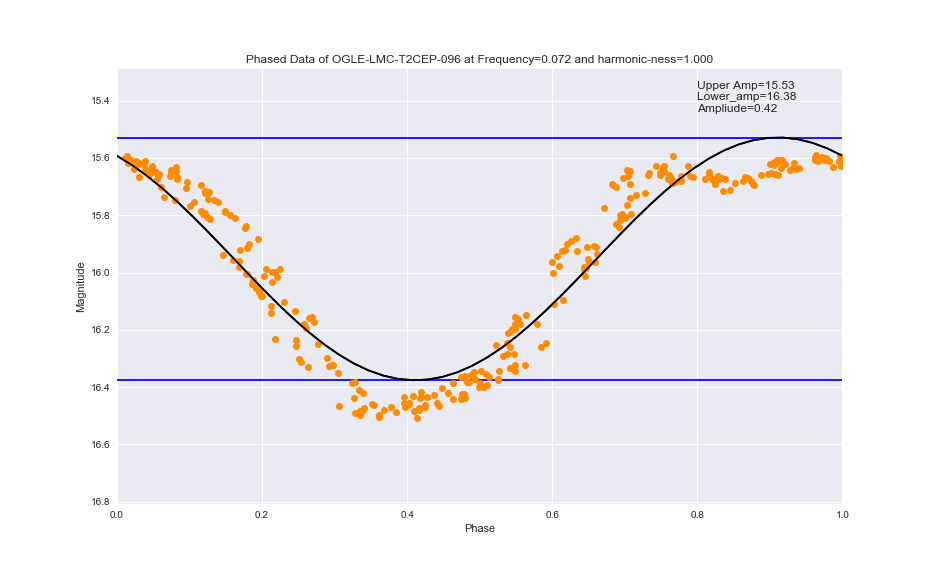 Phased Data of OGLE-LMC-T2CEP-096 at Frequency=0.072 and harmonic-ness=1.000
Upper Amp=15.53
Lower_amp=16.38
Ampliude=0.42
15.4
15.6
15.8
16.0
16.2
16.4
16.6
16.8
Magnitude
0.0
0.2
0.4
0.6
0.8
1.0
Phase